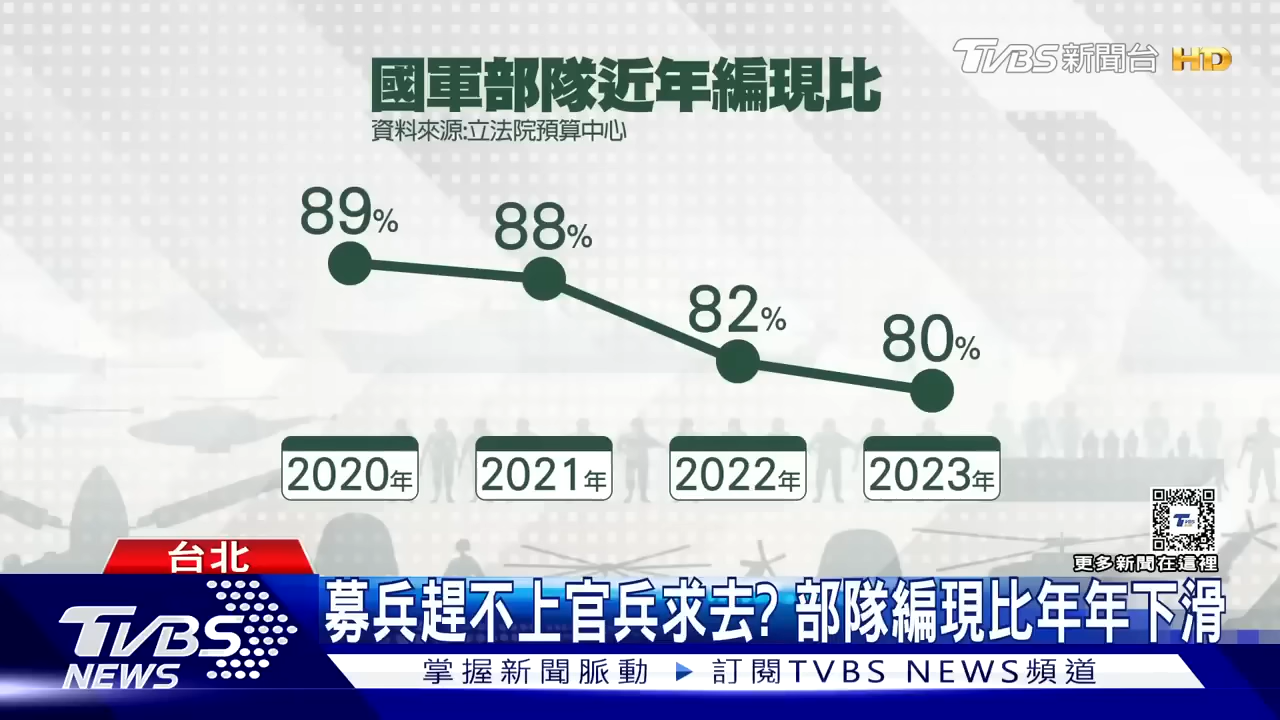 TVBS新聞台 HD
國軍部隊近年編現比
資料來源:立法院預算中心
89%
88%
82%
80%
2020年
2021年
2022年
2023年
更多新聞在這裡
台北
募兵趕不上官兵求去? 部隊編現比年年下滑
TVBS NEWS
掌握新聞脈動 ▶ 訂閱TVBS NEWS頻道